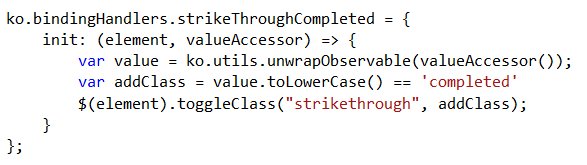 ko.bindingHandlers.strikeThroughCompleted = {
    init: (element, valueAccessor) => {
        var value = ko.utils.unwrapObservable(valueAccessor());
        var addClass = value.toLowerCase() == 'completed'
        $(element).toggleClass("strikethrough", addClass);
    }
};